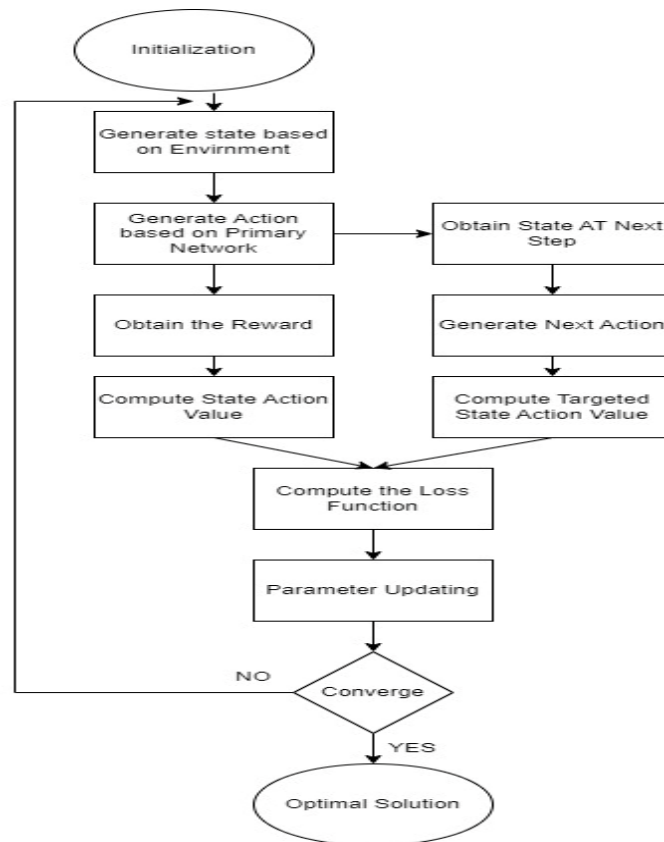 Initialization
Generate state based
on Envirnment
Generate Action
based on Primary
Network
Obtain State AT Next
Step
Obtain the Reward
Generate Next Action
Compute State Action
Value
Compute Targeted
State Action Value
Compute the Loss
Function
Parameter Updating
NO
Converge
YES
Optimal Solution